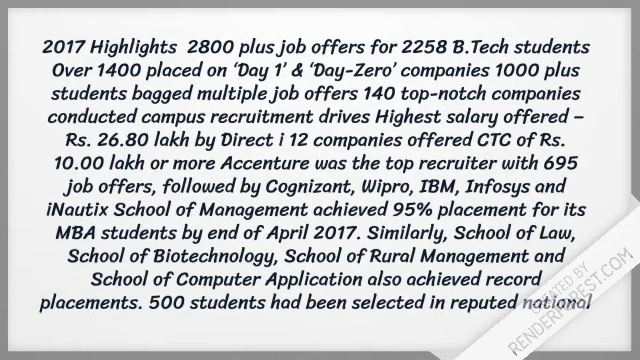 2017 Highlights 2800 plus job offers for 2258 B.Tech students
Over 1400 placed on ‘Day 1’ & ‘Day-Zero’ companies 1000 plus
students bagged multiple job offers 140 top-notch companies
conducted campus recruitment drives Highest salary offered –
Rs. 26.80 lakh by Direct i 12 companies offered CTC of Rs.
10.00 lakh or more Accenture was the top recruiter with 695
job offers, followed by Cognizant, Wipro, IBM, Infosys and
iNautix School of Management achieved 95% placement for its
MBA students by end of April 2017. Similarly, School of Law,
School of Biotechnology, School of Rural Management and
School of Computer Application also achieved record
placements. 500 students had been selected in reputed national
CREATED BY
RENDERFOREST.COM